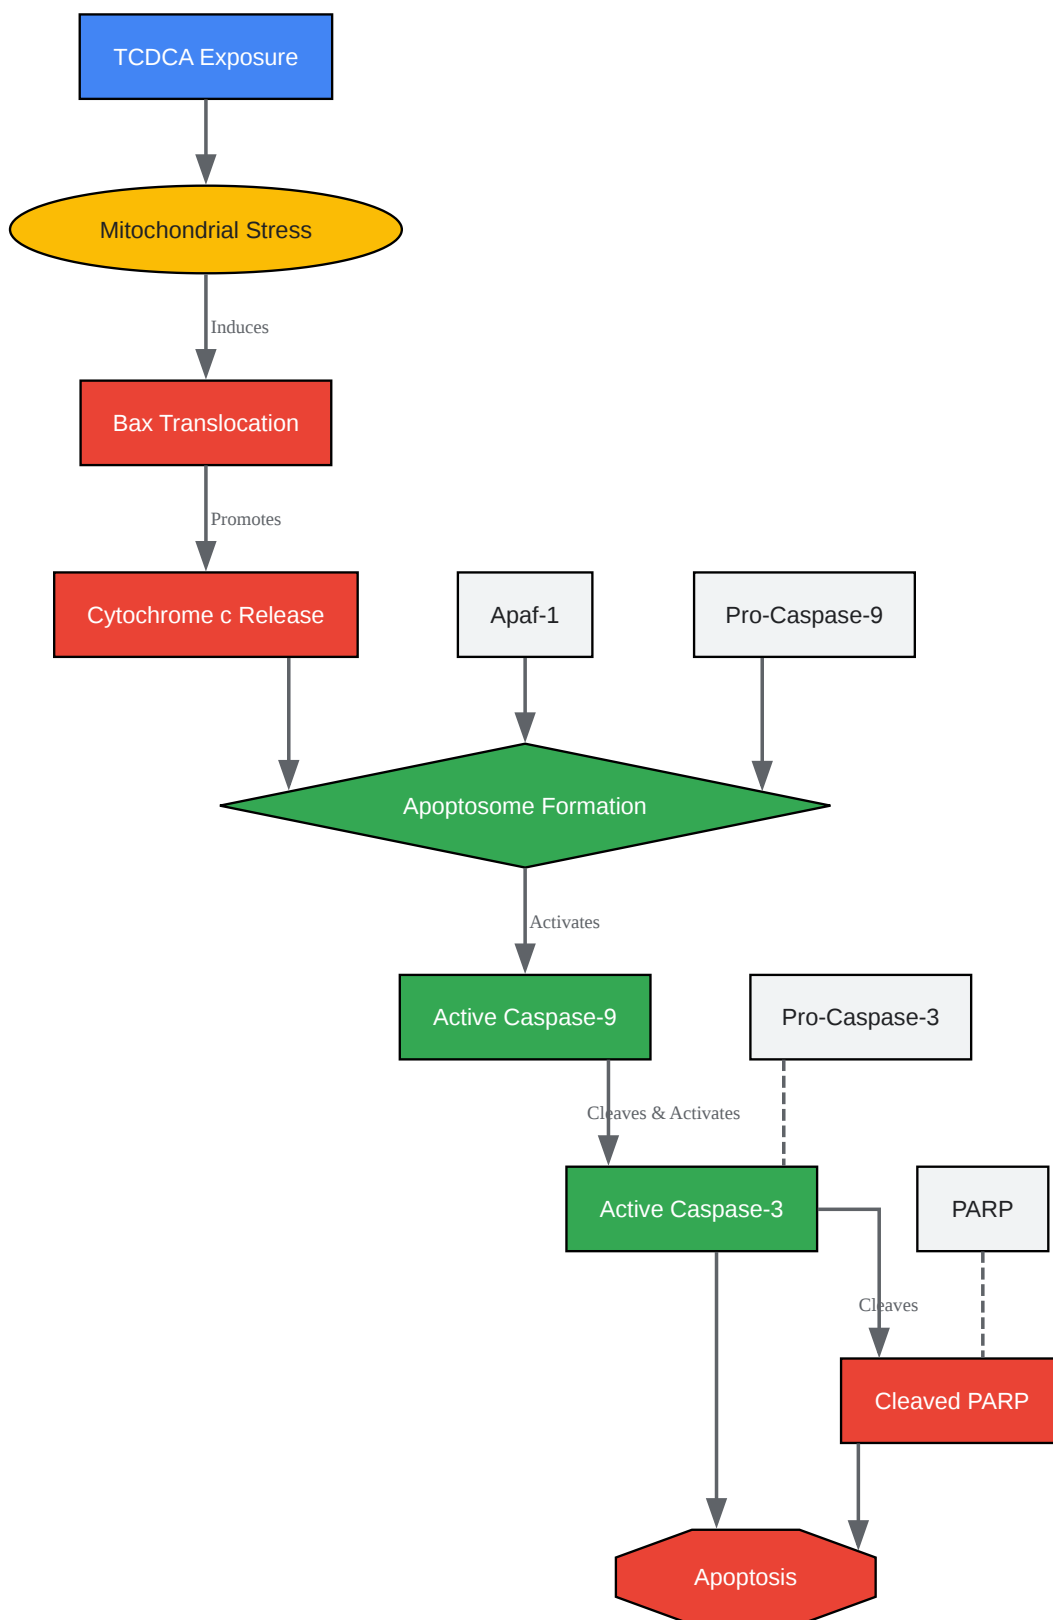 TCDCA Exposure
Mitochondrial Stress
Induces
Bax Translocation
Promotes
Cytochrome c Release
Apaf-1
Pro-Caspase-9
Apoptosome Formation
Activates
Active Caspase-9
Pro-Caspase-3
Cleaves & Activates
Active Caspase-3
PARP
Cleaves
Cleaved PARP
Apoptosis